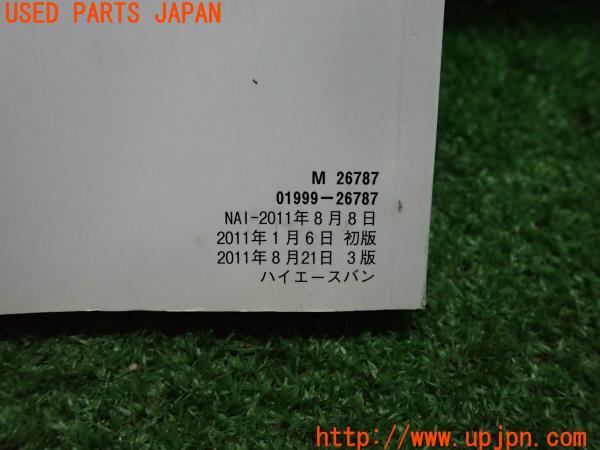 USED PARTS JAPAN
M 26787
01999-26787
NAI-2011年8月8日
2011年1月6日 初版
2011年8月21日 3版
ハイエースバン
http://www.upjpn.com